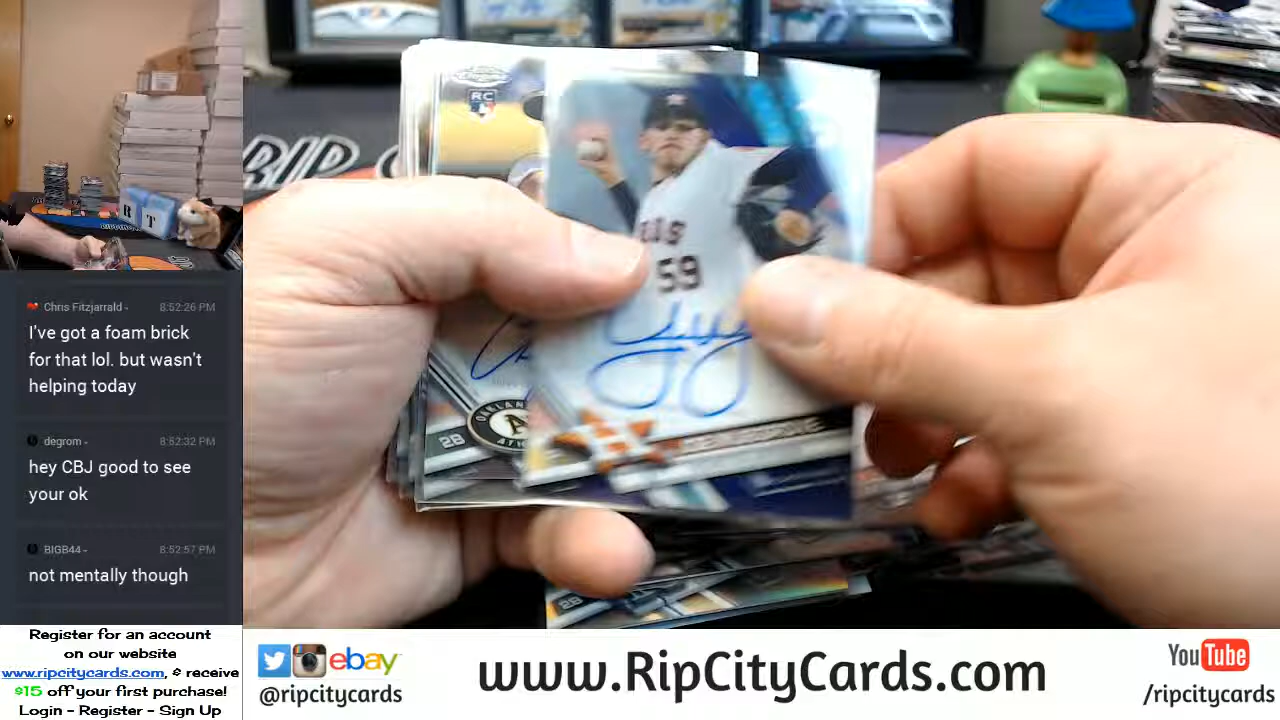 Chris Fitzjarrald - 8:52:26 PM
I've got a foam brick
for that lol. but wasn't
helping today
degrom - 8:52:32 PM
hey CBJ good to see
your ok
BIGB44 - 8:52:57 PM
not mentally though
Register for an account
on our website
www.ripcitycards.com, & receive
$15 off your first purchase!
Login - Register - Sign Up
ebay
@ripcitycards
www.RipCityCards.com
YouTube
/ripcitycards
RIP
R T
RC
59
2B
2B